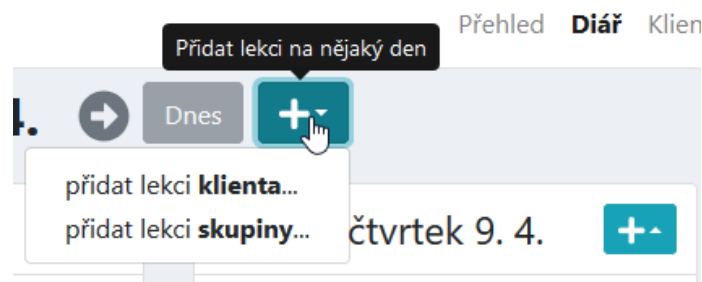 Přehled Diář Klien
Přidat lekci na nějaký den
4. Dnes
přidat lekci klienta...
přidat lekci skupiny...
čtvrtek 9. 4.